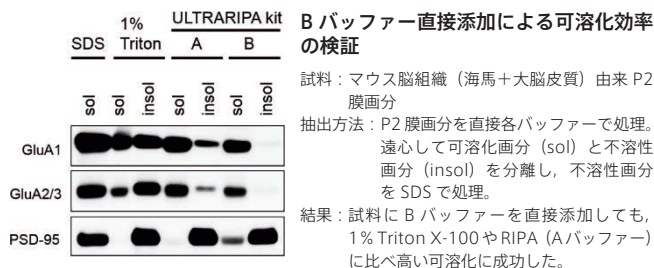 1%
ULTRARIPA kit
SDS
Triton
A
B
sol
sol
insol
sol
insol
sol
insol
GluA1
GluA2/3
PSD-95
B バッファー直接添加による可溶化効率
の検証
試料：マウス脳組織（海馬＋大脳皮質）由来 P2
膜画分
抽出方法：P2 膜画分を直接各バッファーで処理。
遠心して可溶化画分（sol）と不溶性
画分（insol）を分離し，不溶性画分
を SDS で処理。
結果：試料に B バッファーを直接添加しても，
1% Triton X-100 や RIPA（A バッファー）
に比べ高い可溶化に成功した。